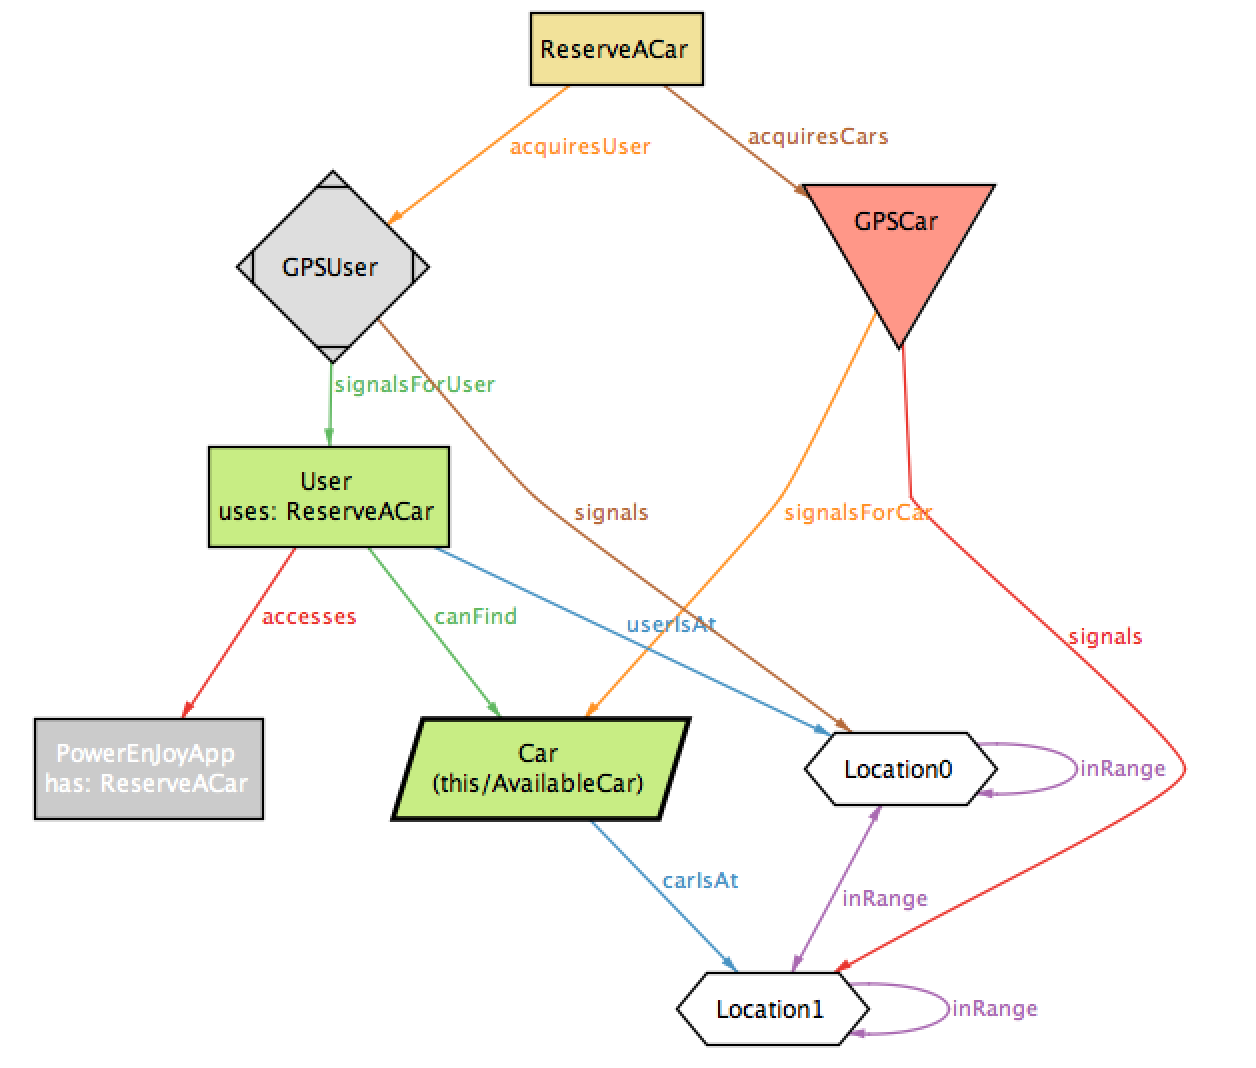 ReserveACar
acquiresUser
acquiresCars
GPSCar
GPSUser
signalsForUser
User
uses: ReserveACar
signals
signalsForCar
accesses
canFind
userIsAt
signals
PowerEnJoyApp
has: ReserveACar
Car
(this/AvailableCar)
Location0
inRange
carIsAt
inRange
Location1
inRange